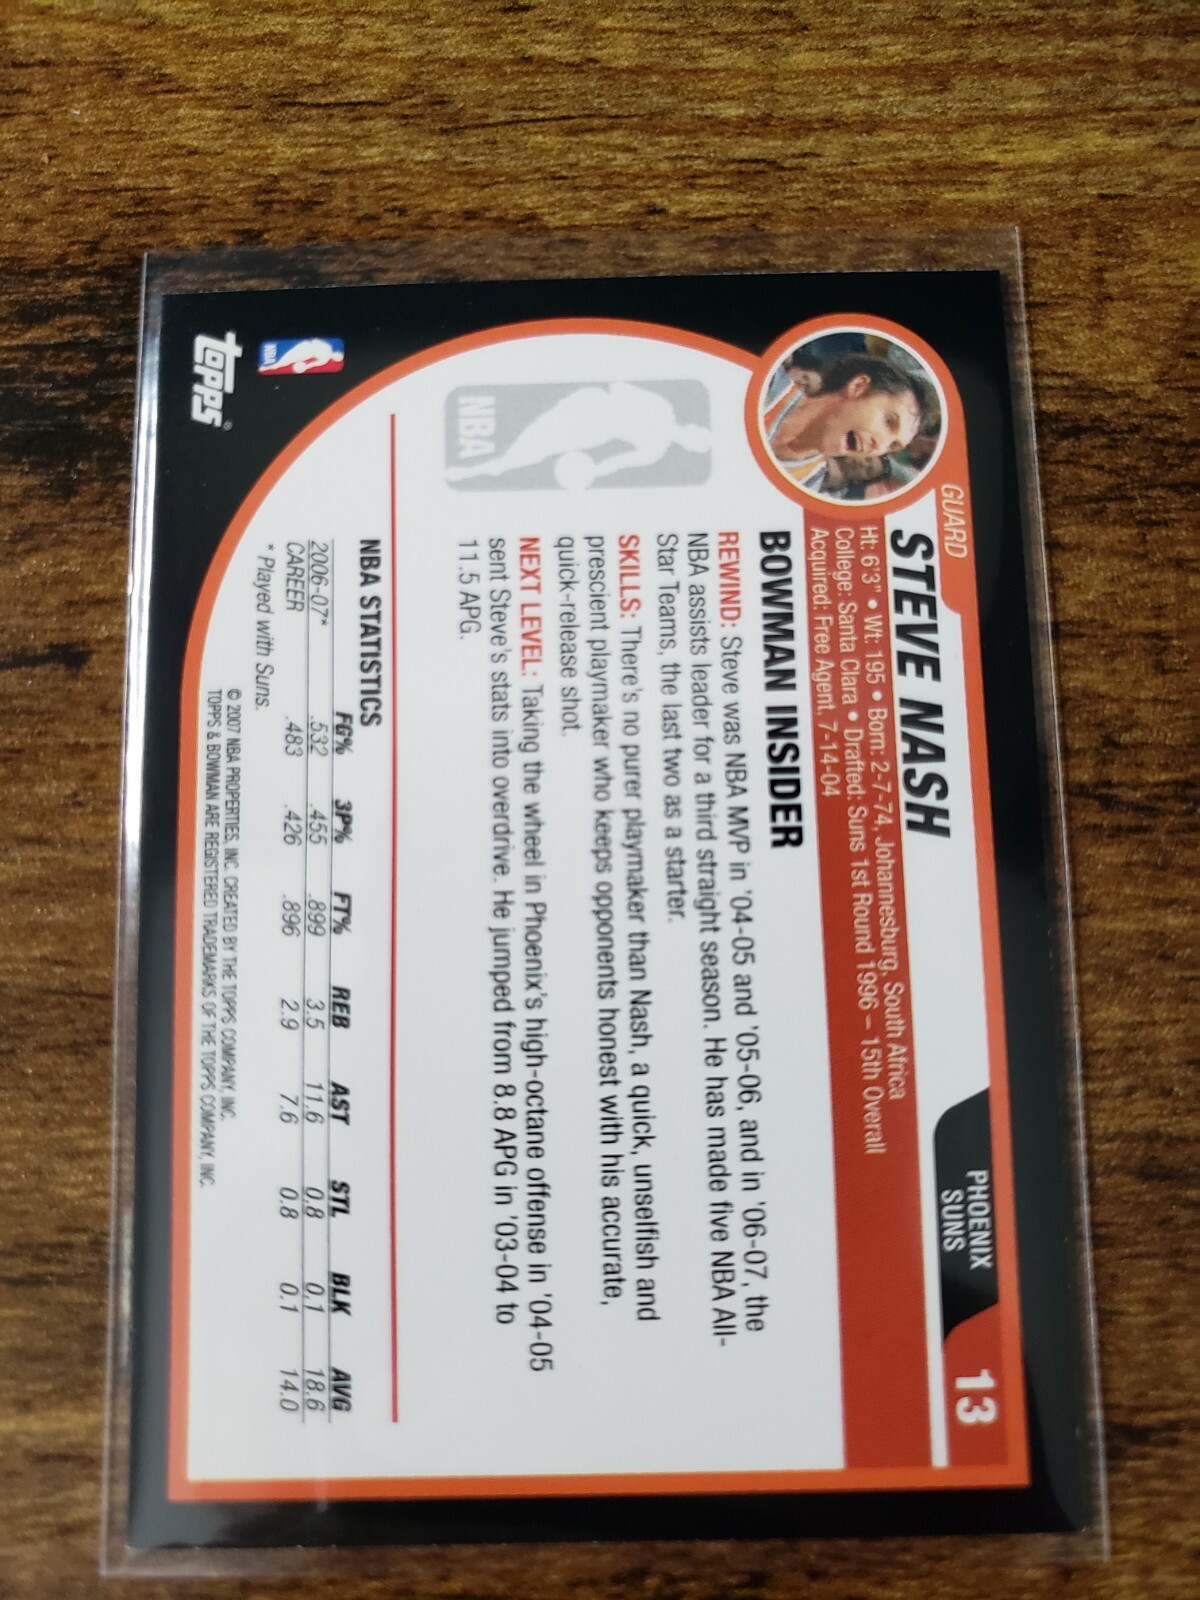 GUARD
STEVE NASH
PHOENIX
SUNS
13
Ht: 6'3" • Wt: 195 • Born: 2-7-74, Johannesburg, South Africa
College: Santa Clara • Drafted: Suns 1st Round 1996 – 15th Overall
Acquired: Free Agent, 7-14-04
BOWMAN INSIDER
REWIND: Steve was NBA MVP in '04-05 and '05-06, and in '06-07, the
NBA assists leader for a third straight season. He has made five NBA All-
Star Teams, the last two as a starter.
SKILLS: There's no purer playmaker than Nash, a quick, unselfish and
prescient playmaker who keeps opponents honest with his accurate,
quick-release shot.
NEXT LEVEL: Taking the wheel in Phoenix's high-octane offense in '04-05
sent Steve's stats into overdrive. He jumped from 8.8 APG in '03-04 to
11.5 APG.
NBA
NBA STATISTICS
FG% 3P% FT% REB AST STL BLK AVG
2006-07* .532 .455 .899 3.5 11.6 0.8 0.1 18.6
CAREER .483 .426 .896 2.9 7.6 0.8 0.1 14.0
* Played with Suns.
NBA
topps®
© 2007 NBA PROPERTIES, INC. CREATED BY THE TOPPS COMPANY, INC.
TOPPS & BOWMAN ARE REGISTERED TRADEMARKS OF THE TOPPS COMPANY, INC.